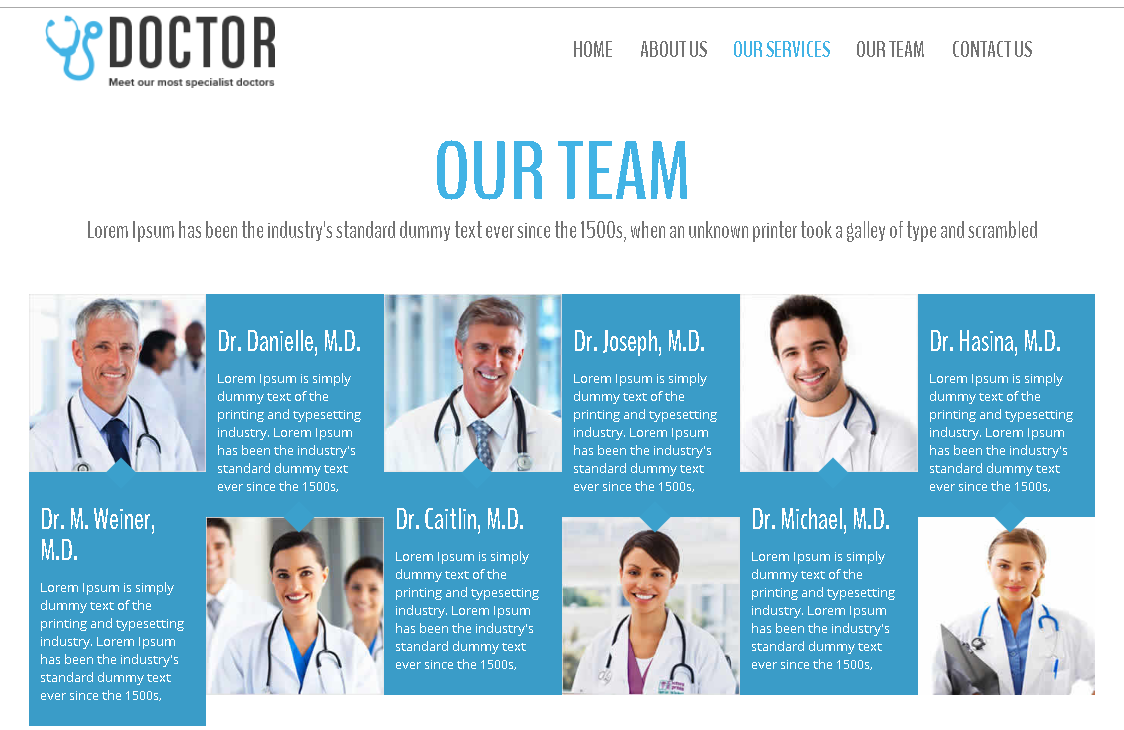 DOCTOR
Meet our most specialist doctors
HOME ABOUT US OUR SERVICES OUR TEAM CONTACT US
OUR TEAM
Lorem Ipsum has been the industry's standard dummy text ever since the 1500s, when an unknown printer took a galley of type and scrambled
Dr. Danielle, M.D.
Lorem Ipsum is simply
dummy text of the
printing and typesetting
industry. Lorem Ipsum
has been the industry's
standard dummy text
ever since the 1500s,
Dr. Joseph, M.D.
Lorem Ipsum is simply
dummy text of the
printing and typesetting
industry. Lorem Ipsum
has been the industry's
standard dummy text
ever since the 1500s,
Dr. Hasina, M.D.
Lorem Ipsum is simply
dummy text of the
printing and typesetting
industry. Lorem Ipsum
has been the industry's
standard dummy text
ever since the 1500s,
Dr. M. Weiner,
M.D.
Lorem Ipsum is simply
dummy text of the
printing and typesetting
industry. Lorem Ipsum
has been the industry's
standard dummy text
ever since the 1500s,
Dr. Caitlin, M.D.
Lorem Ipsum is simply
dummy text of the
printing and typesetting
industry. Lorem Ipsum
has been the industry's
standard dummy text
ever since the 1500s,
Dr. Michael, M.D.
Lorem Ipsum is simply
dummy text of the
printing and typesetting
industry. Lorem Ipsum
has been the industry's
standard dummy text
ever since the 1500s,